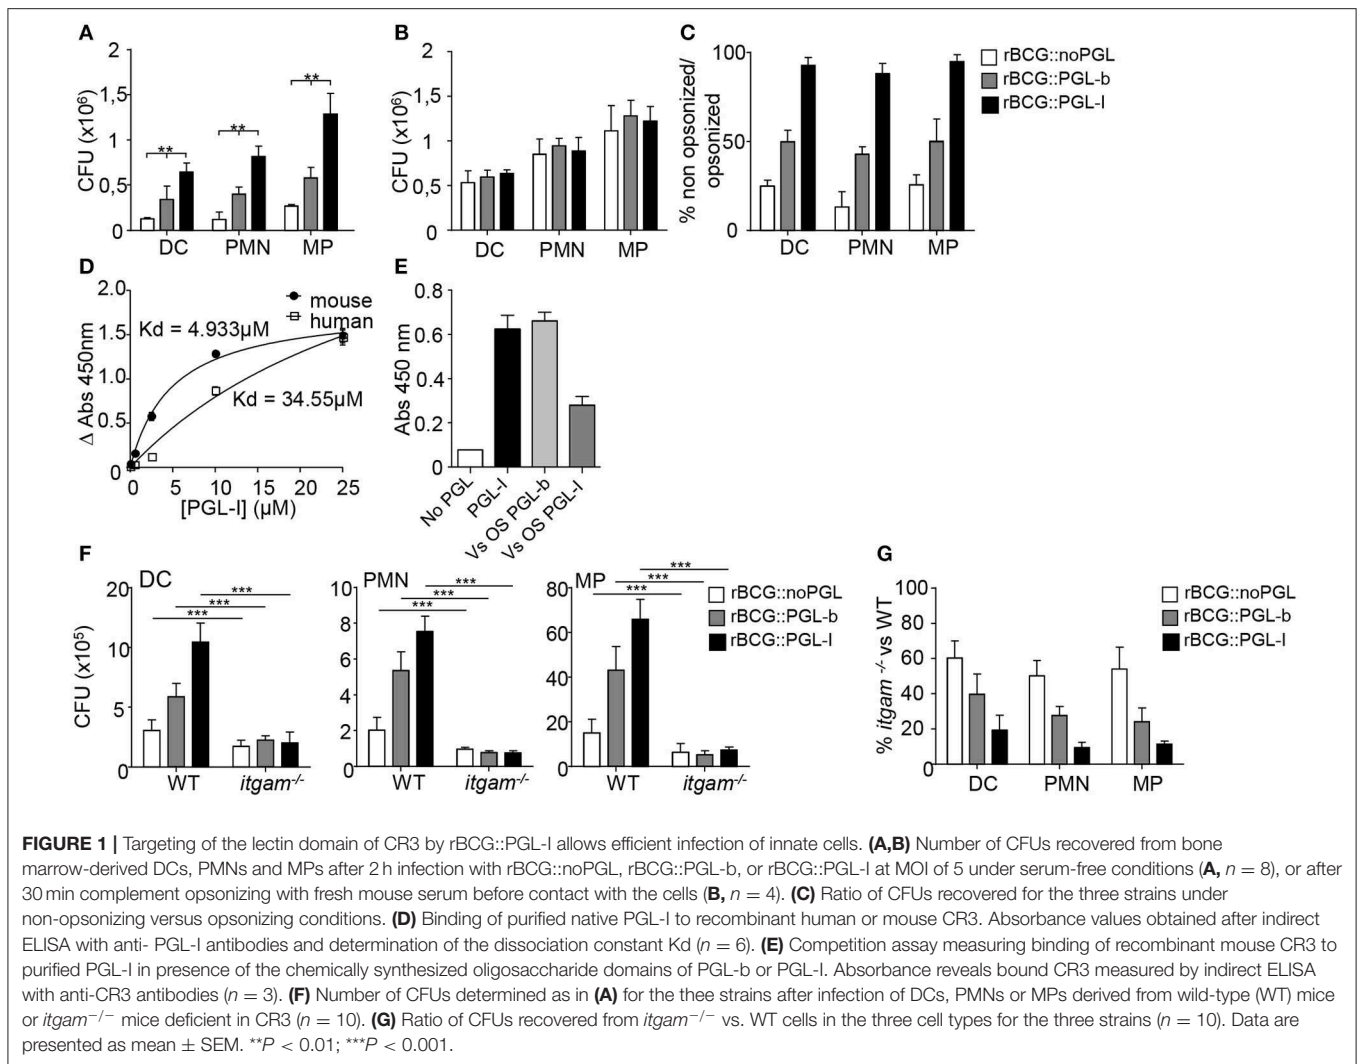 A
CFU (x10⁶)
2
1,5
1
0,5
0
**
**
**
DC PMN MP
B
CFU (x10⁶)
2
1,5
1
0,5
0
DC PMN MP
C
% non opsonized/
opsonized
100
50
0
DC PMN MP
rBCG::noPGL
rBCG::PGL-b
rBCG::PGL-I
D
Δ Abs 450nm
2.0
1.5
1.0
0.5
0
mouse
human
Kd = 4.933µM
Kd = 34.55µM
0 5 10 15 20 25
[PGL-I] (µM)
E
Abs 450 nm
0.8
0.6
0.4
0.2
0
No PGL
PGL-I
Vs OS PGL-b
Vs OS PGL-I
F
DC
CFU (x10⁵)
20
10
5
0
***
***
***
WT itgam-/-
PMN
10
8
6
4
2
0
***
***
***
WT itgam-/-
MP
80
60
40
20
0
***
***
***
WT itgam-/-
rBCG::noPGL
rBCG::PGL-b
rBCG::PGL-I
G
% itgam -/- vs WT
100
80
60
40
20
0
DC PMN MP
rBCG::noPGL
rBCG::PGL-b
rBCG::PGL-I
FIGURE 1 | Targeting of the lectin domain of CR3 by rBCG::PGL-I allows efficient infection of innate cells. (A,B) Number of CFUs recovered from bone
marrow-derived DCs, PMNs and MPs after 2 h infection with rBCG::noPGL, rBCG::PGL-b, or rBCG::PGL-I at MOI of 5 under serum-free conditions (A, n = 8), or after
30 min complement opsonizing with fresh mouse serum before contact with the cells (B, n = 4). (C) Ratio of CFUs recovered for the three strains under
non-opsonizing versus opsonizing conditions. (D) Binding of purified native PGL-I to recombinant human or mouse CR3. Absorbance values obtained after indirect
ELISA with anti- PGL-I antibodies and determination of the dissociation constant Kd (n = 6). (E) Competition assay measuring binding of recombinant mouse CR3 to
purified PGL-I in presence of the chemically synthesized oligosaccharide domains of PGL-b or PGL-I. Absorbance reveals bound CR3 measured by indirect ELISA
with anti-CR3 antibodies (n = 3). (F) Number of CFUs determined as in (A) for the thee strains after infection of DCs, PMNs or MPs derived from wild-type (WT) mice
or itgam−/− mice deficient in CR3 (n = 10). (G) Ratio of CFUs recovered from itgam−/− vs. WT cells in the three cell types for the three strains (n = 10). Data are
presented as mean ± SEM. **P < 0.01; ***P < 0.001.